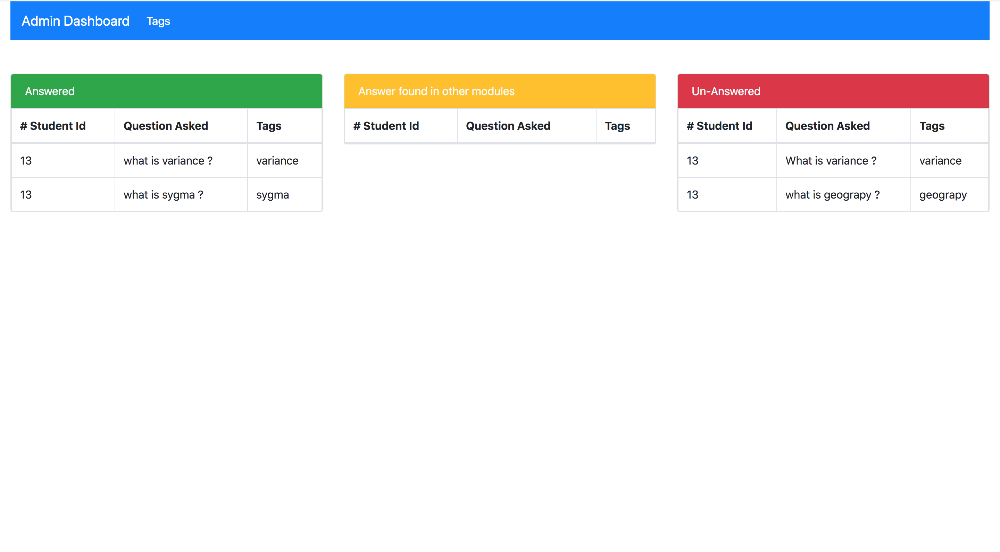 Admin Dashboard Tags
Answered
# Student Id Question Asked Tags
13 what is variance ? variance
13 what is sygma ? sygma
Answer found in other modules
# Student Id Question Asked Tags
Un-Answered
# Student Id Question Asked Tags
13 What is variance ? variance
13 what is geograpy ? geograpy